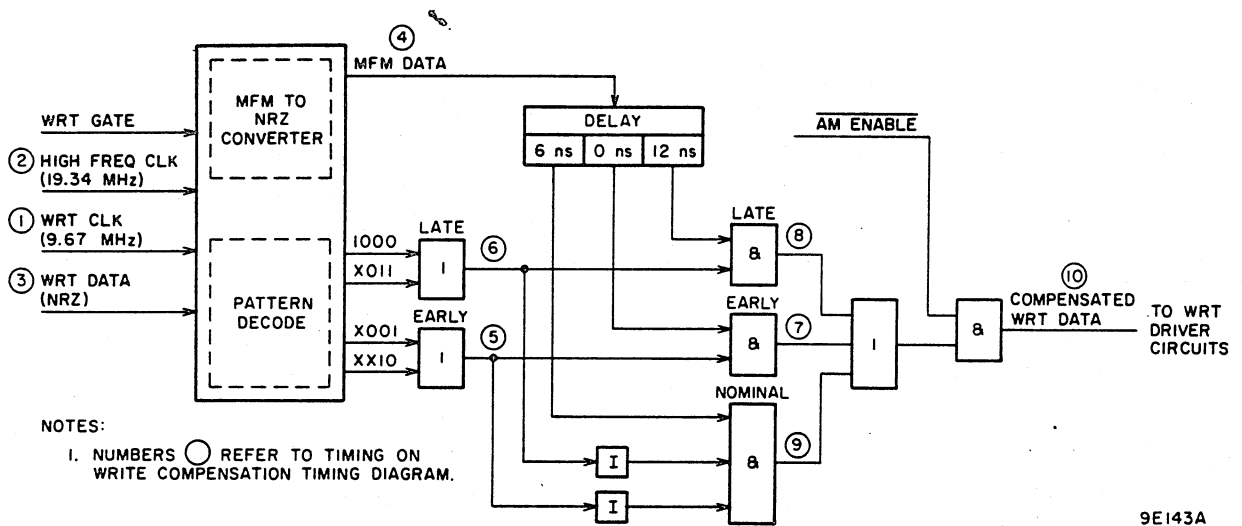 ④
MFM DATA
MFM TO
NRZ
CONVERTER
WRT GATE
② HIGH FREQ CLK
(19.34 MHz)
① WRT CLK
(9.67 MHz)
③ WRT DATA
(NRZ)
PATTERN
DECODE
DELAY
6 ns 0 ns 12 ns
AM ENABLE
1000
X011
LATE
1
⑥
X001
XX10
EARLY
1
⑤
LATE
&
⑧
EARLY
&
⑦
NOMINAL
&
⑨
I
I
1
&
⑩
COMPENSATED
WRT DATA
TO WRT
DRIVER
CIRCUITS
NOTES:
1. NUMBERS ◯ REFER TO TIMING ON
WRITE COMPENSATION TIMING DIAGRAM.
9E143A